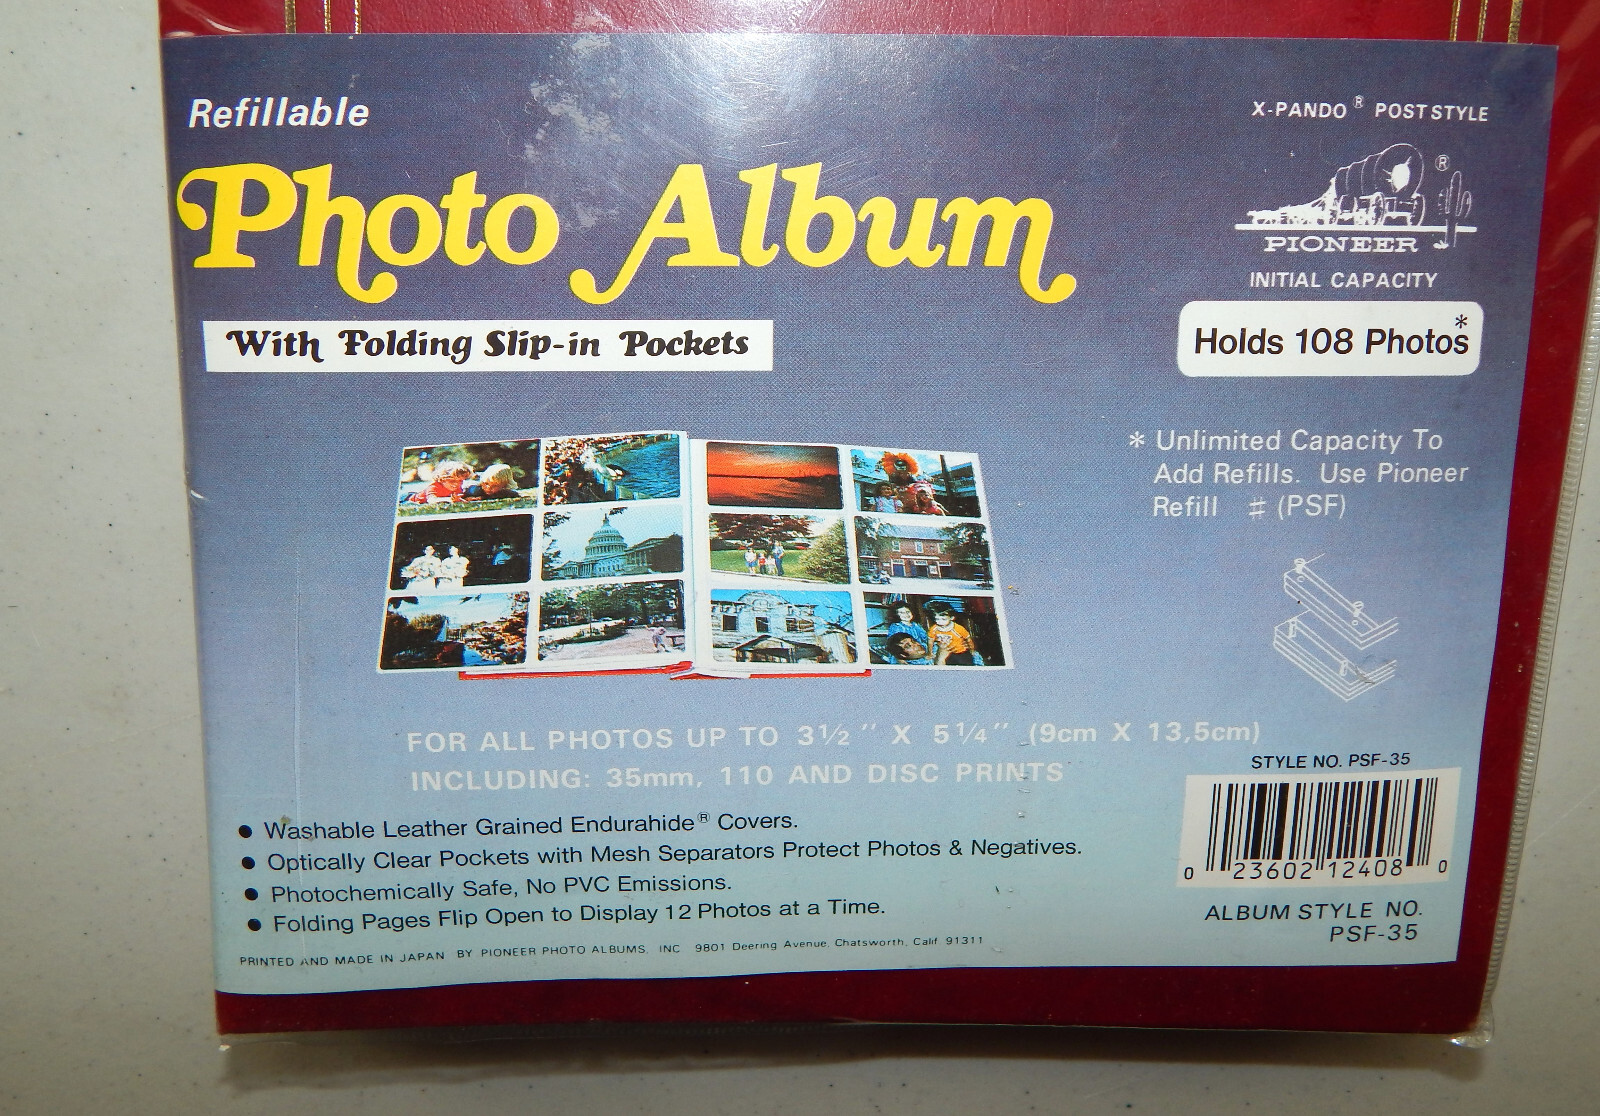 Refillable
X-PANDO® POST STYLE
Photo Album
®
PIONEER
INITIAL CAPACITY
With Folding Slip-in Pockets
Holds 108 Photos*
* Unlimited Capacity To
Add Refills. Use Pioneer
Refill # (PSF)
FOR ALL PHOTOS UP TO 3½" X 5¼" (9cm X 13,5cm)
INCLUDING: 35mm, 110 AND DISC PRINTS
STYLE NO. PSF-35
● Washable Leather Grained Endurahide® Covers.
● Optically Clear Pockets with Mesh Separators Protect Photos & Negatives.
● Photochemically Safe, No PVC Emissions.
● Folding Pages Flip Open to Display 12 Photos at a Time.
0 23602 12408 0
ALBUM STYLE NO.
PSF-35
PRINTED AND MADE IN JAPAN BY PIONEER PHOTO ALBUMS, INC 9801 Deering Avenue, Chatsworth, Calif 91311